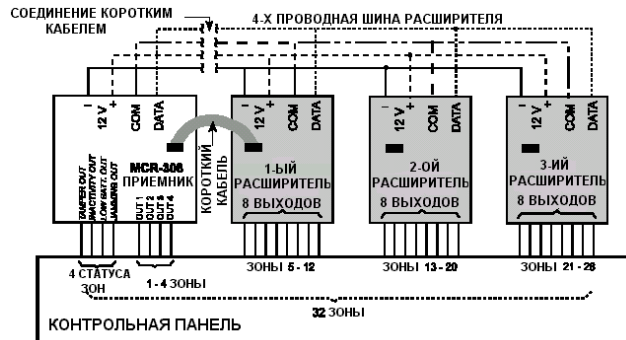 СОЕДИНЕНИЕ КОРОТКИМ КАБЕЛЕМ
4-Х ПРОВОДНАЯ ШИНА РАСШИРИТЕЛЯ
– 12 V + COM DATA
– 12 V + COM DATA
– 12 V + COM DATA
– 12 V + COM DATA
MCR-306
ПРИЕМНИК
TAMPER OUT
INACTIVITY OUT
LOW BATT. OUT
JAMMING OUT
OUT 1
OUT 2
OUT 3
OUT 4
КОРОТКИЙ
КАБЕЛЬ
1-ЫЙ
РАСШИРИТЕЛЬ
8 ВЫХОДОВ
2-ОЙ
РАСШИРИТЕЛЬ
8 ВЫХОДОВ
3-ИЙ
РАСШИРИТЕЛЬ
8 ВЫХОДОВ
4 СТАТУСА
ЗОН
1 - 4 ЗОНЫ
ЗОНЫ 5 - 12
ЗОНЫ 13 - 20
ЗОНЫ 21 - 28
32 ЗОНЫ
КОНТРОЛЬНАЯ ПАНЕЛЬ